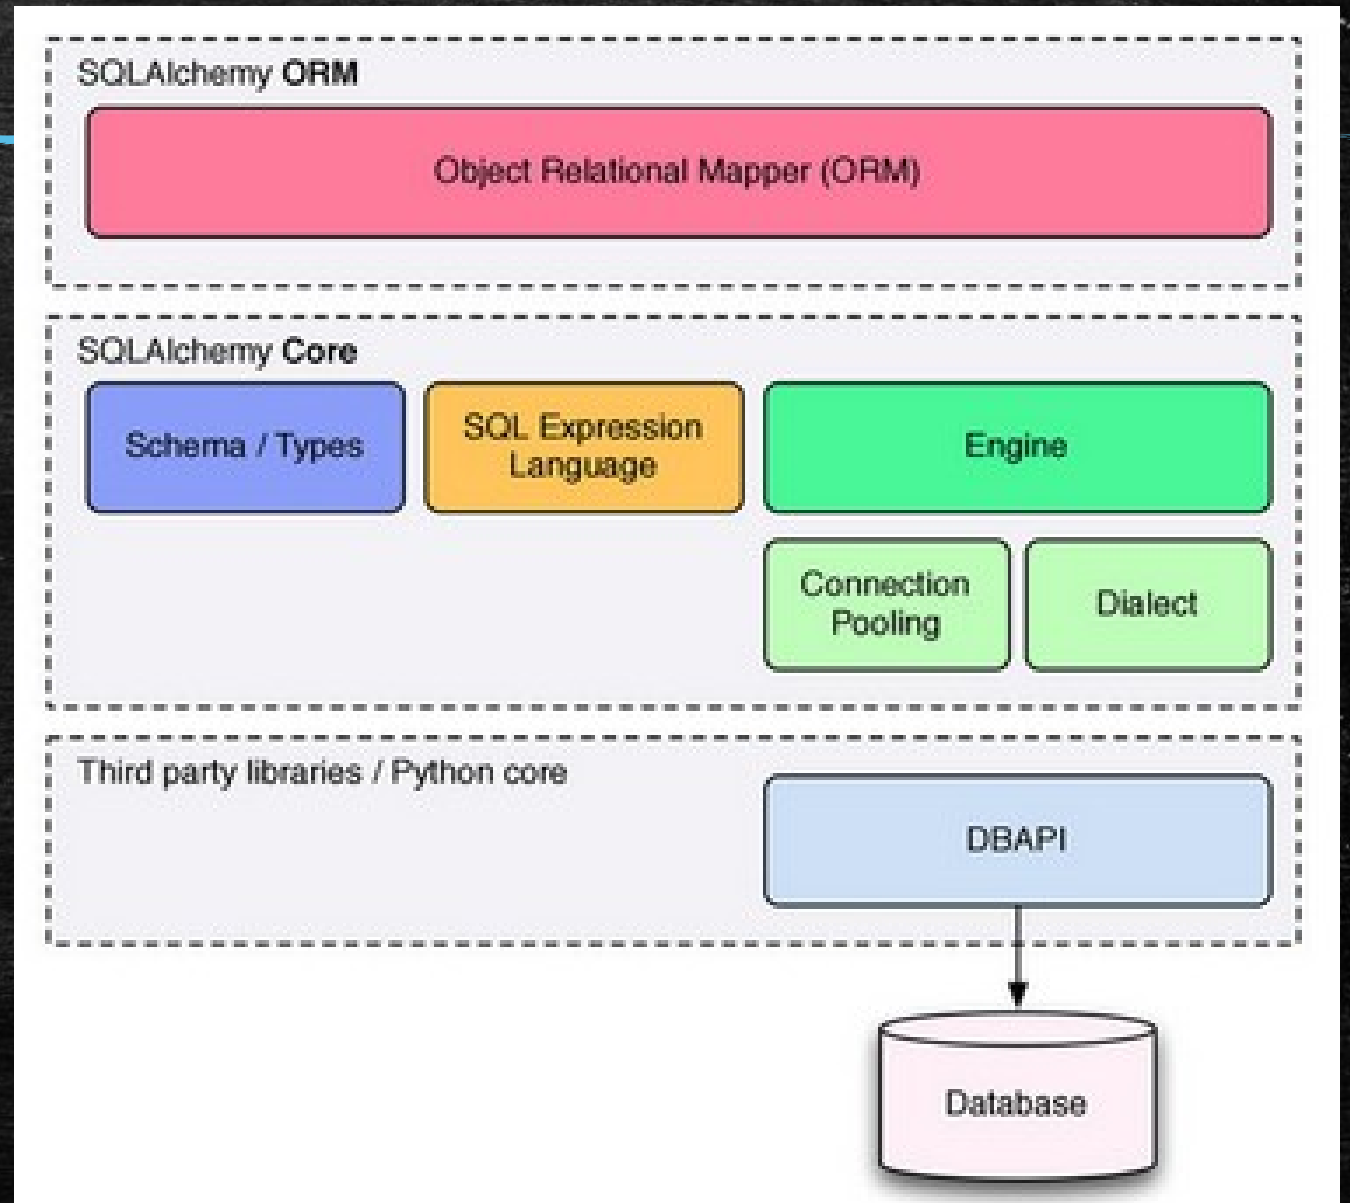 SQLAlchemy ORM
Object Relational Mapper (ORM)
SQLAlchemy Core
Schema / Types
SQL Expression
Language
Engine
Connection
Pooling
Dialect
Third party libraries / Python core
DBAPI
Database